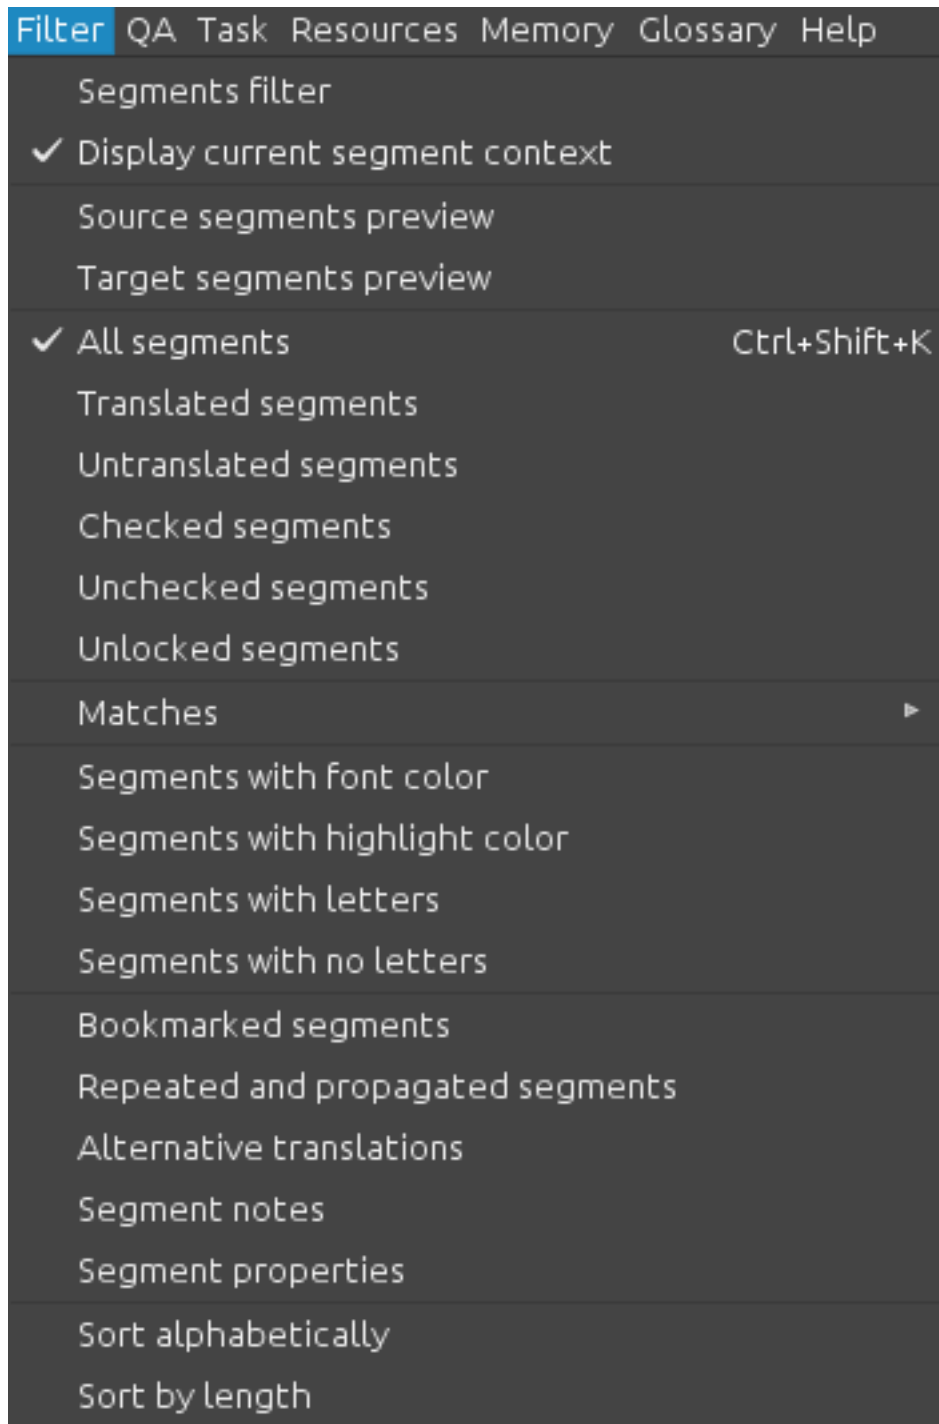 Filter QA Task Resources Memory Glossary Help
Segments filter
Display current segment context
Source segments preview
Target segments preview
All segments Ctrl+Shift+K
Translated segments
Untranslated segments
Checked segments
Unchecked segments
Unlocked segments
Matches
Segments with font color
Segments with highlight color
Segments with letters
Segments with no letters
Bookmarked segments
Repeated and propagated segments
Alternative translations
Segment notes
Segment properties
Sort alphabetically
Sort by length